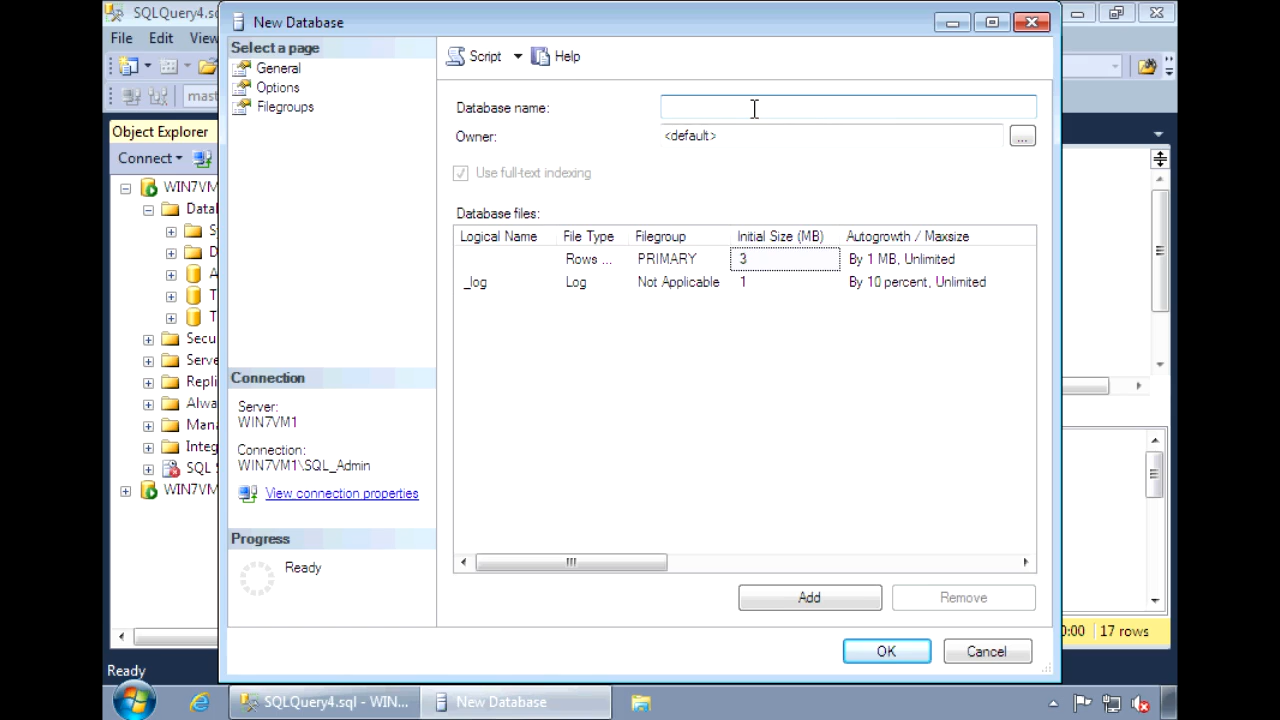 SQLQuery4.sq
New Database
File Edit View
Select a page
General
Options
Filegroups
Script
Help
mast
Database name:
Owner:
<default>
...
Use full-text indexing
Object Explorer
Connect
WIN7VM
Datal
S
D
A
T
T
Secu
Serve
Repli
Alwa
Mana
Integ
SQL S
WIN7VM
Database files:
Logical Name File Type Filegroup Initial Size (MB) Autogrowth / Maxsize
Rows ... PRIMARY 3 By 1 MB, Unlimited
_log Log Not Applicable 1 By 10 percent, Unlimited
Connection
Server:
WIN7VM1
Connection:
WIN7VM1\SQL_Admin
View connection properties
Progress
Ready
Add
Remove
OK
Cancel
0:00 17 rows
Ready
SQLQuery4.sql - WIN...
New Database